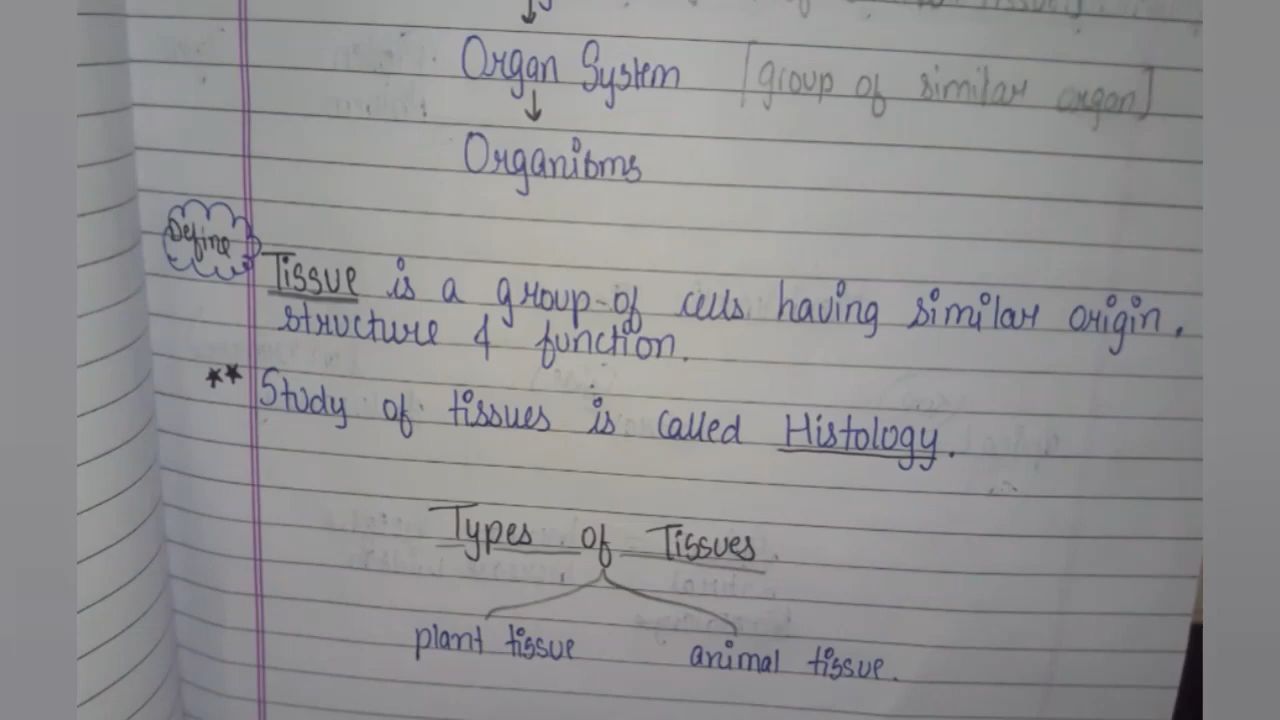 ↓
Organ System [group of similar organ]
↓
Organisms
Define
Tissue is a group of cells having similar origin.
structure & function.
** Study of tissues is called Histology.
Types of Tissues.
plant tissue animal tissue.